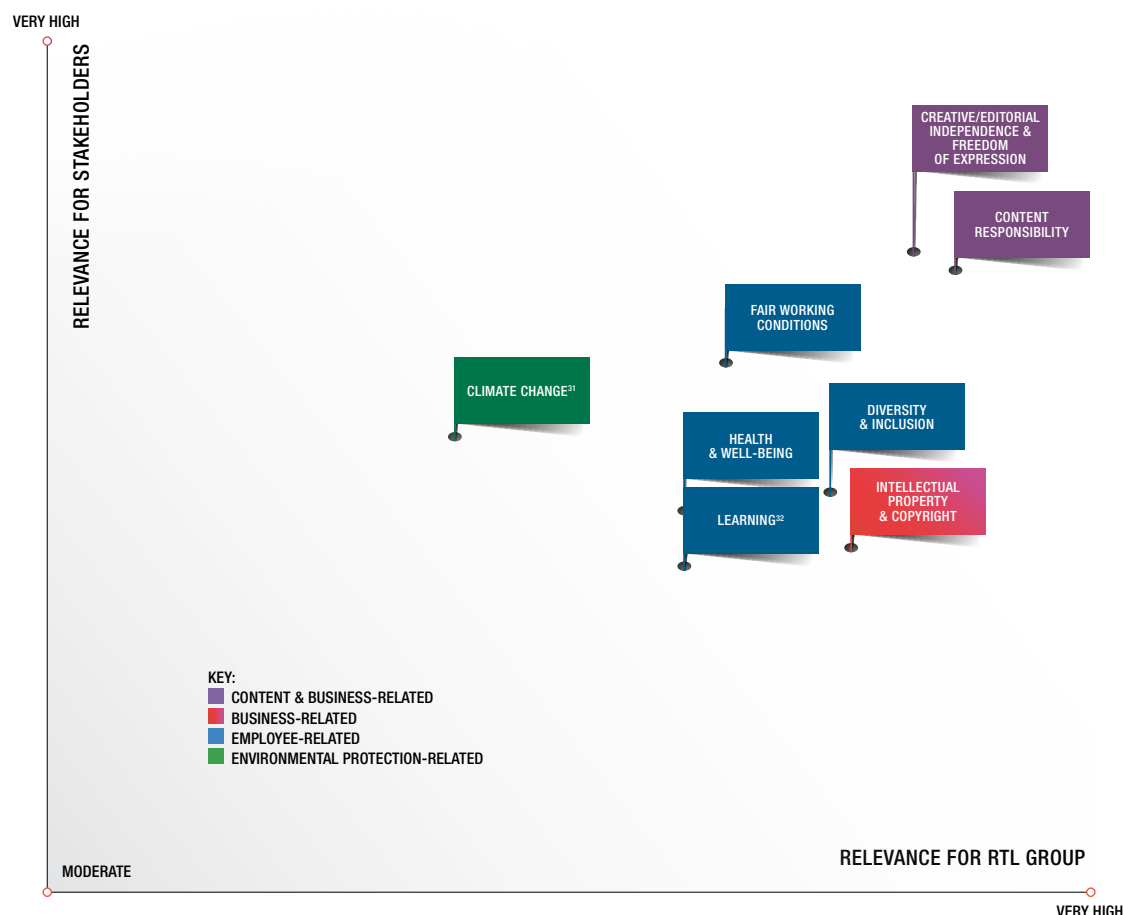 VERY HIGH
RELEVANCE FOR STAKEHOLDERS
CREATIVE/EDITORIAL
INDEPENDENCE &
FREEDOM
OF EXPRESSION
CONTENT
RESPONSIBILITY
FAIR WORKING
CONDITIONS
CLIMATE CHANGE³¹
DIVERSITY
& INCLUSION
HEALTH
& WELL-BEING
INTELLECTUAL
PROPERTY
& COPYRIGHT
LEARNING³²
KEY:
CONTENT & BUSINESS-RELATED
BUSINESS-RELATED
EMPLOYEE-RELATED
ENVIRONMENTAL PROTECTION-RELATED
RELEVANCE FOR RTL GROUP
MODERATE
VERY HIGH